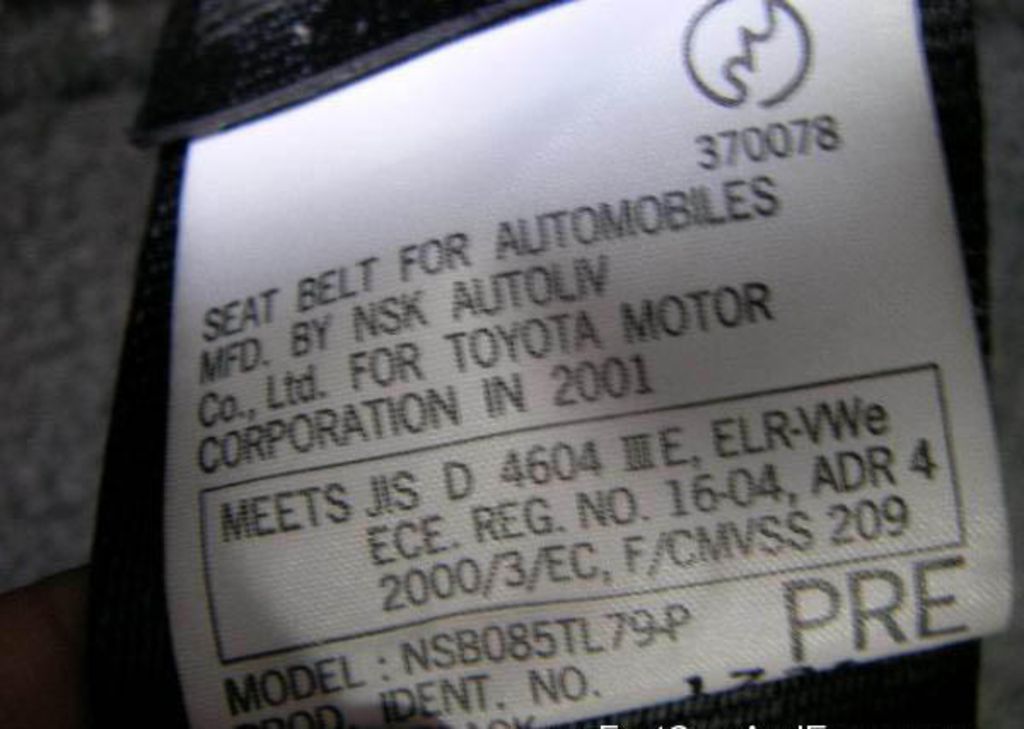 370078
SEAT BELT FOR AUTOMOBILES
MFD. BY NSK AUTOLIV
Co., Ltd. FOR TOYOTA MOTOR
CORPORATION IN 2001
MEETS JIS D 4604 ⅢE, ELR-VWe
ECE. REG. NO. 16-04, ADR 4
2000/3/EC, F/CMVSS 209
PRE
MODEL : NSB085TL79-P
PROD. IDENT. NO.